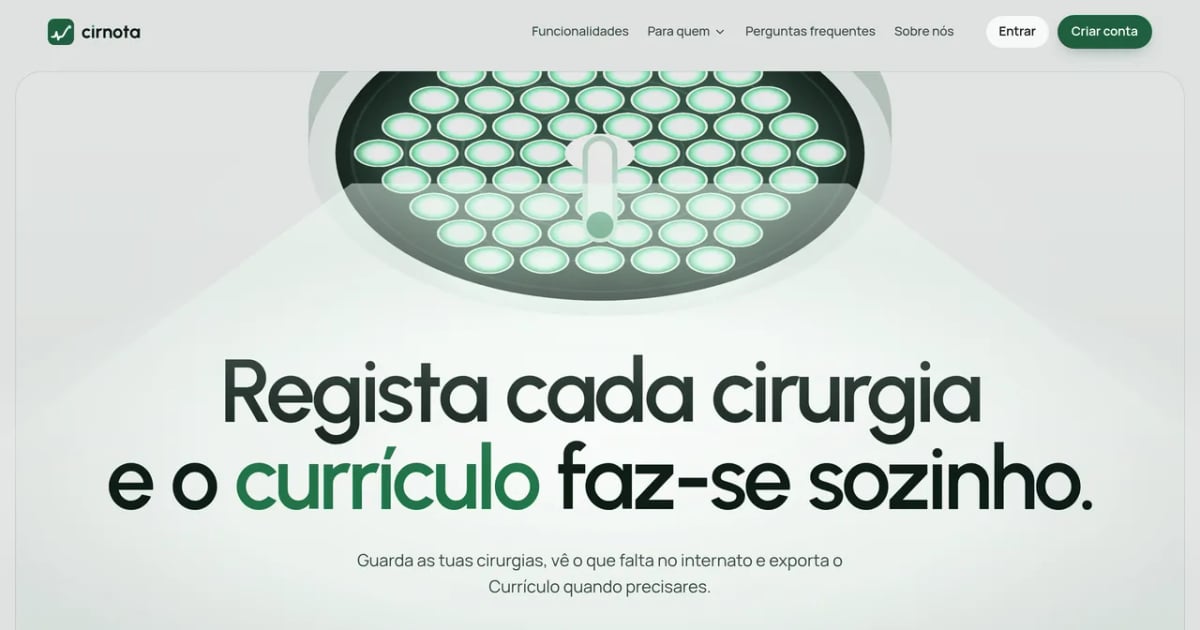 cirnota
Funcionalidades
Para quem
Perguntas frequentes
Sobre nós
Entrar
Criar conta
Regista cada cirurgia
e o currículo faz-se sozinho.
Guarda as tuas cirurgias, vê o que falta no internato e exporta o
Currículo quando precisares.